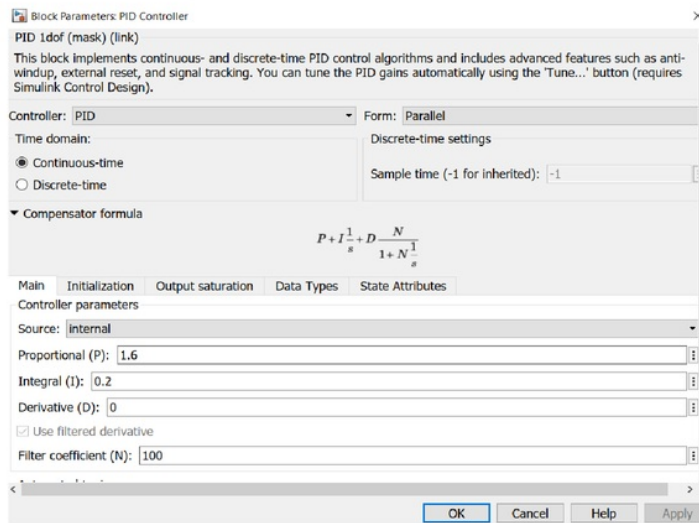 Block Parameters: PID Controller
PID 1dof (mask) (link)
This block implements continuous- and discrete-time PID control algorithms and includes advanced features such as anti-
windup, external reset, and signal tracking. You can tune the PID gains automatically using the 'Tune...' button (requires
Simulink Control Design).
Controller: PID Form: Parallel
Time domain: Discrete-time settings
Continuous-time
Sample time (-1 for inherited): -1
Discrete-time
Compensator formula
P + I 1/s + D N/(1 + N 1/s)
Main Initialization Output saturation Data Types State Attributes
Controller parameters
Source: internal
Proportional (P): 1.6
Integral (I): 0.2
Derivative (D): 0
Use filtered derivative
Filter coefficient (N): 100
OK Cancel Help Apply